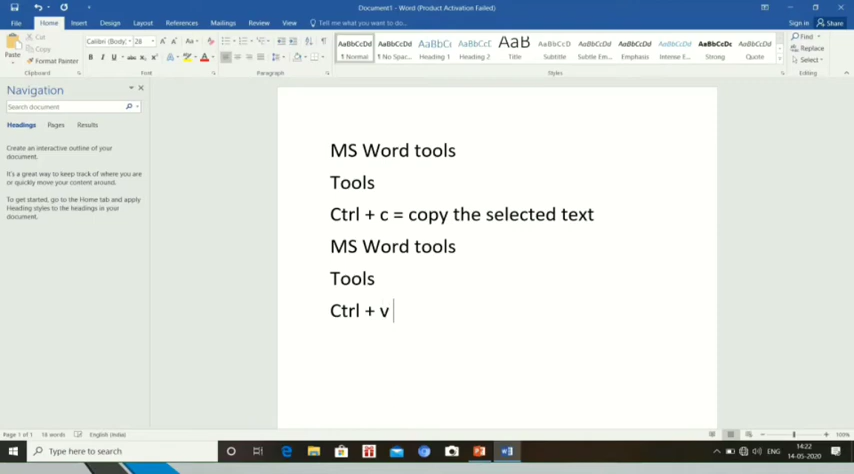 Document1 - Word (Product Activation Failed)
File Home Insert Design Layout References Mailings Review View Tell me what you want to do... Sign in Share
Paste
Cut
Copy
Format Painter
Calibri (Body) 28
AaBbCcDd AaBbCcDd AaBbCc AaBbCcC AaB AaBbCcD AaBbCcDd AaBbCcDd AaBbCcDd AaBbCcDc AaBbCcDd
¶ Normal ¶ No Spac... Heading 1 Heading 2 Title Subtitle Subtle Em... Emphasis Intense E... Strong Quote
Find
Replace
Select
Clipboard Font Paragraph Styles Editing
Navigation
Search document
Headings Pages Results
Create an interactive outline of your
document.
It's a great way to keep track of where you are
or quickly move your content around.
To get started, go to the Home tab and apply
Heading styles to the headings in your
document.
MS Word tools
Tools
Ctrl + c = copy the selected text
MS Word tools
Tools
Ctrl + v
Page 1 of 1 18 words English (India) 100%
Type here to search
ENG
14:22
14-05-2020